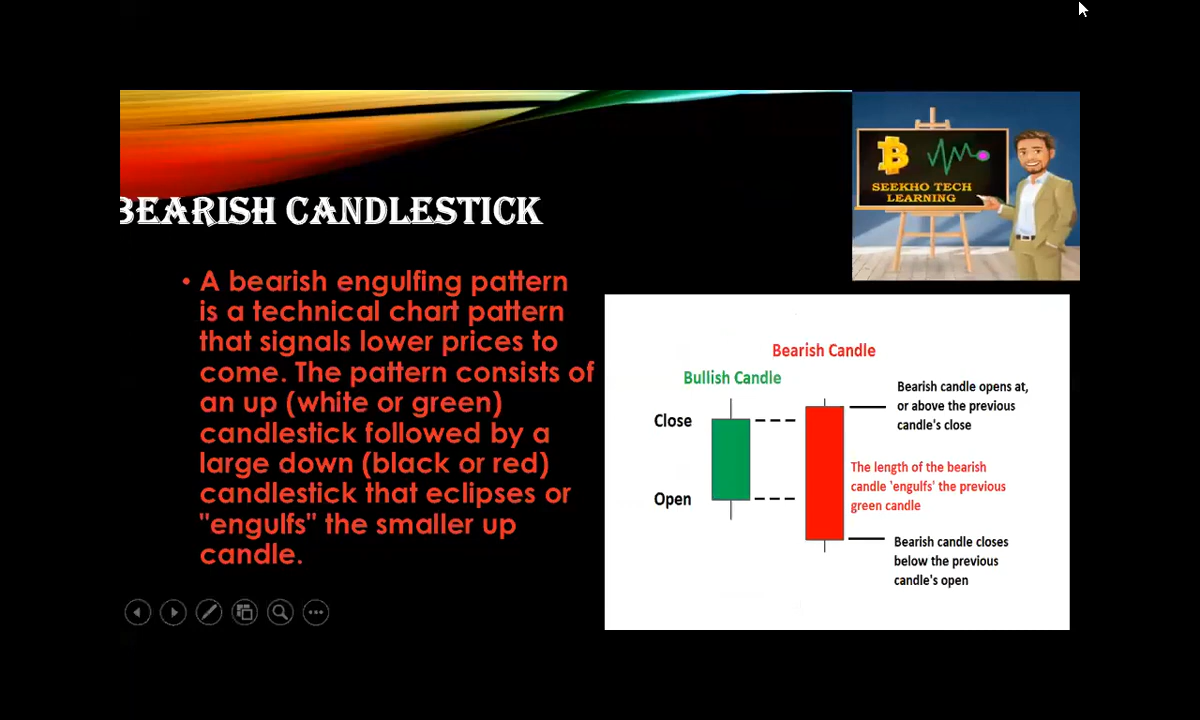 SEEKHO TECH
LEARNING
BEARISH CANDLESTICK
• A bearish engulfing pattern
is a technical chart pattern
that signals lower prices to
come. The pattern consists of
an up (white or green)
candlestick followed by a
large down (black or red)
candlestick that eclipses or
"engulfs" the smaller up
candle.
Bearish Candle
Bullish Candle
Close
Open
Bearish candle opens at,
or above the previous
candle's close
The length of the bearish
candle 'engulfs' the previous
green candle
Bearish candle closes
below the previous
candle's open